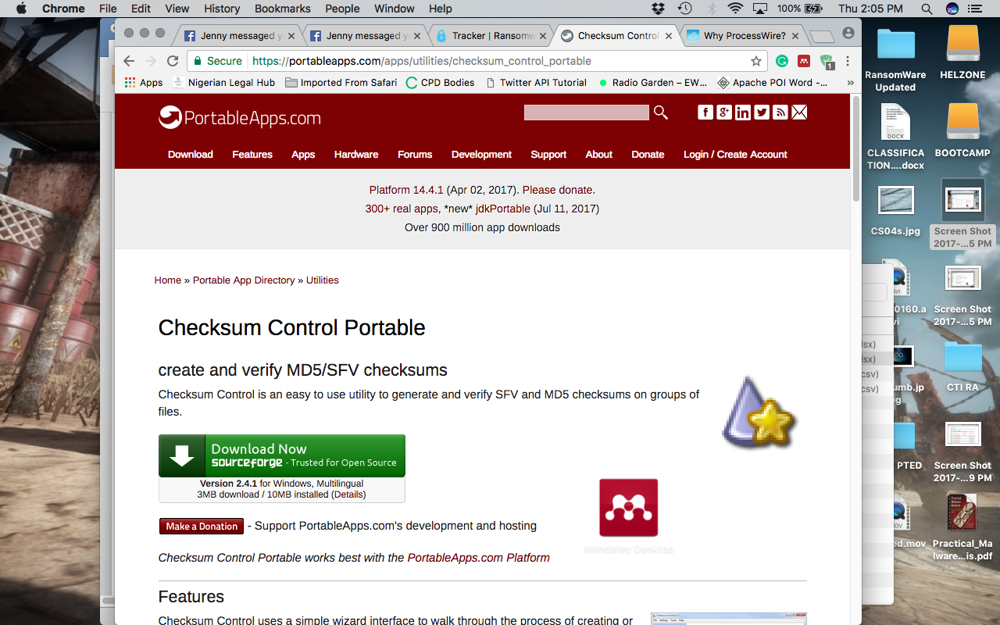 Chrome File Edit View History Bookmarks People Window Help 100% Thu 2:05 PM
Jenny messaged y
Jenny messaged y
Tracker | Ransomw
Checksum Control
Why ProcessWire?
Secure https://portableapps.com/apps/utilities/checksum_control_portable
1
Apps Nigerian Legal Hub Imported From Safari CPD Bodies Twitter API Tutorial Radio Garden – EW... Apache POI Word -... »
PortableApps.com
Download Features Apps Hardware Forums Development Support About Donate Login / Create Account
Platform 14.4.1 (Apr 02, 2017). Please donate.
300+ real apps, *new* jdkPortable (Jul 11, 2017)
Over 900 million app downloads
Home » Portable App Directory » Utilities
Checksum Control Portable
create and verify MD5/SFV checksums
Checksum Control is an easy to use utility to generate and verify SFV and MD5 checksums on groups of
files.
Download Now
sourceforge - Trusted for Open Source
Version 2.4.1 for Windows, Multilingual
3MB download / 10MB installed (Details)
Make a Donation - Support PortableApps.com's development and hosting
Mendeley Desktop
Checksum Control Portable works best with the PortableApps.com Platform
Features
Checksum Control uses a simple wizard interface to walk through the process of creating or
RansomWare
Updated
HELZONE
DOCX
CLASSIFICA
TION....docx
BOOTCAMP
CS04s.jpg
Screen Shot
2017-...5 PM
AVI
0160.a
vi
Screen Shot
2017-...5 PM
lsx)
lsx)
csv)
csv)
umb.jp
eg
CTI RA
PTED
Screen Shot
2017-...9 PM
MOV
ed.mov
Practical_Ma
lware...is.pdf